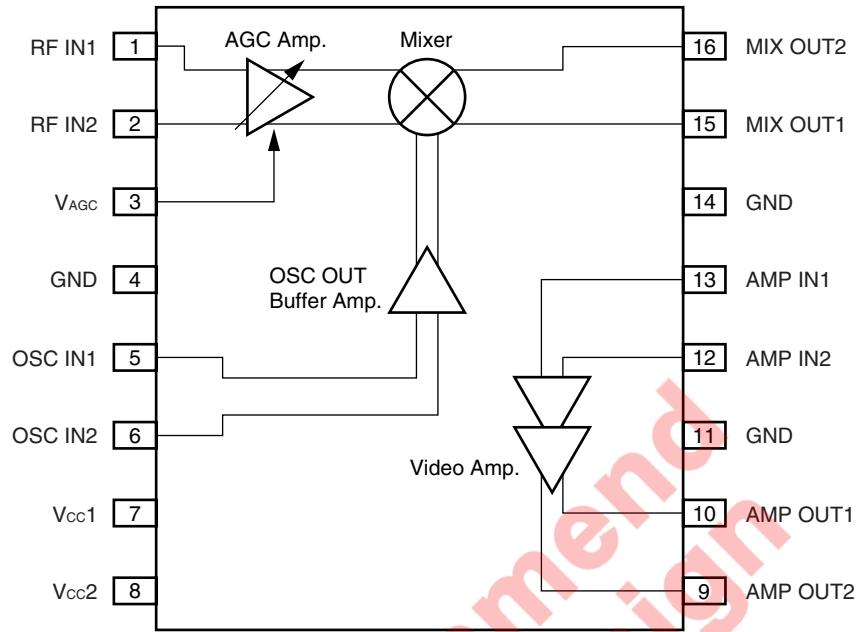 RF IN1 1 AGC Amp. Mixer 16 MIX OUT2
RF IN2 2 15 MIX OUT1
VAGC 3 14 GND
GND 4 OSC OUT 13 AMP IN1
Buffer Amp.
OSC IN1 5 12 AMP IN2
OSC IN2 6 11 GND
Video Amp.
VCC1 7 10 AMP OUT1
VCC2 8 9 AMP OUT2